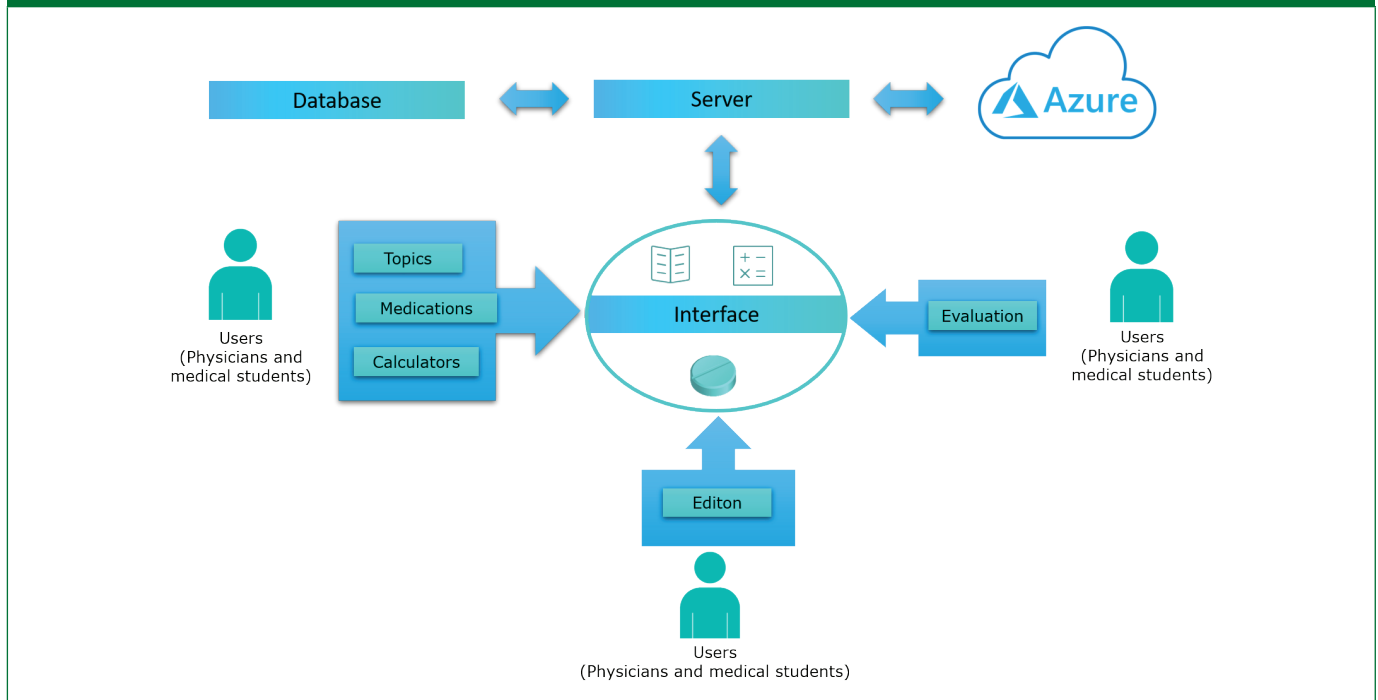 Database
Server
Azure
Topics
Medications
Calculators
Interface
Evaluation
Users
(Physicians and
medical students)
Users
(Physicians and
medical students)
Editon
Users
(Physicians and medical students)